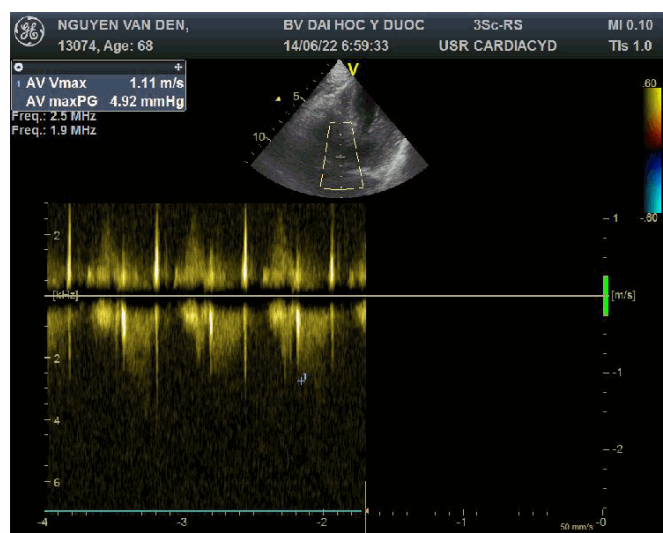 NGUYEN VAN DEN, BV DAI HOC Y DUOC 3Sc-RS MI 0.10
13074, Age: 68 14/06/22 6:59:33 USR CARDIACYD TIs 1.0
1 AV Vmax 1.11 m/s
AV maxPG 4.92 mmHg
Freq.: 2.5 MHz
Freq.: 1.9 MHz
V
5
10
.60
-.60
2
1
[kHz]
[m/s]
2
-1
4
-2
6
-4 -3 -2 -1 -0
50 mm/s
1